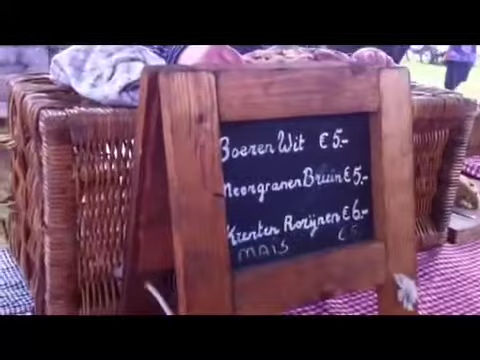 Boeren Wit €5.-
Meergranen Bruin €5.-
Krenten Rozijnen €6.-
MAIS €5.-